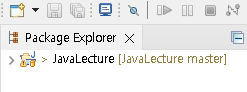 Package Explorer
> JavaLecture [JavaLecture master]